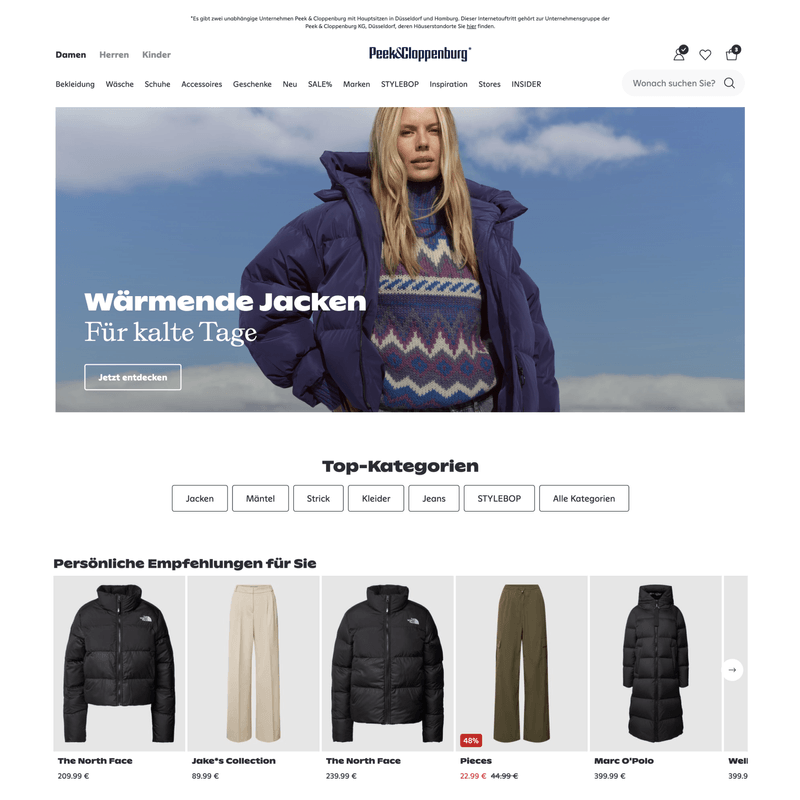 *Es gibt zwei unabhängige Unternehmen Peek & Cloppenburg mit Hauptsitzen in Düsseldorf und Hamburg. Dieser Internetauftritt gehört zur Unternehmensgruppe der
Peek & Cloppenburg KG, Düsseldorf, deren Häuserstandorte Sie hier finden.
Damen Herren Kinder
Peek&Cloppenburg*
3
Bekleidung Wäsche Schuhe Accessoires Geschenke Neu SALE% Marken STYLEBOP Inspiration Stores INSIDER
Wonach suchen Sie?
Wärmende Jacken
Für kalte Tage
Jetzt entdecken
Top-Kategorien
Jacken Mäntel Strick Kleider Jeans STYLEBOP Alle Kategorien
Persönliche Empfehlungen für Sie
48%
The North Face Jake*s Collection The North Face Pieces Marc O'Polo Well
209.99 € 89.99 € 239.99 € 22.99 € 44.99 € 399.99 € 399.9